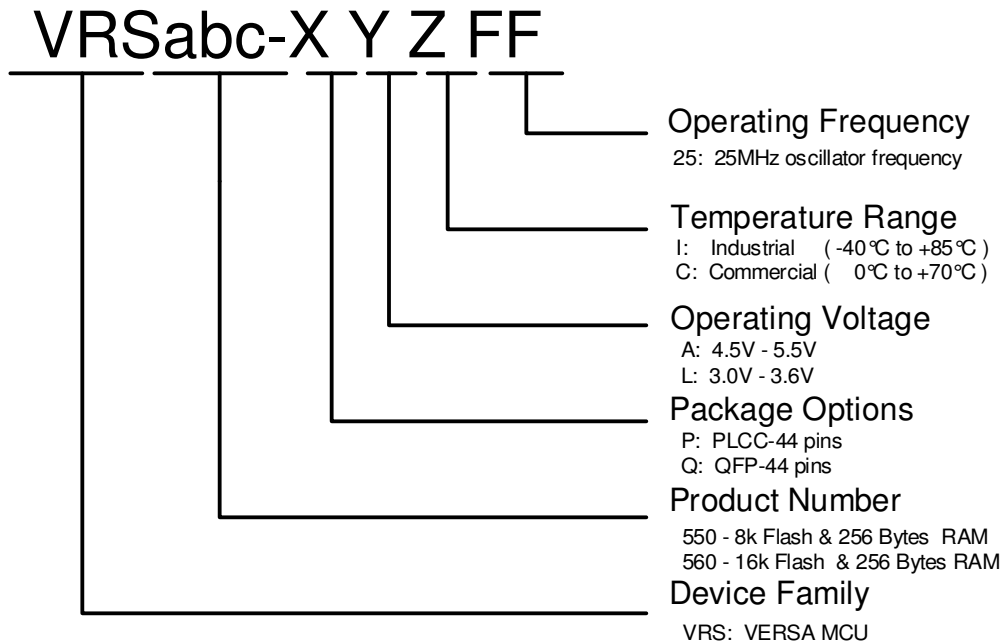 VRSabc-X Y Z FF
Operating Frequency
25: 25MHz oscillator frequency
Temperature Range
I: Industrial ( -40°C to +85°C )
C: Commercial ( 0°C to +70°C )
Operating Voltage
A: 4.5V - 5.5V
L: 3.0V - 3.6V
Package Options
P: PLCC-44 pins
Q: QFP-44 pins
Product Number
550 - 8k Flash & 256 Bytes RAM
560 - 16k Flash & 256 Bytes RAM
Device Family
VRS: VERSA MCU